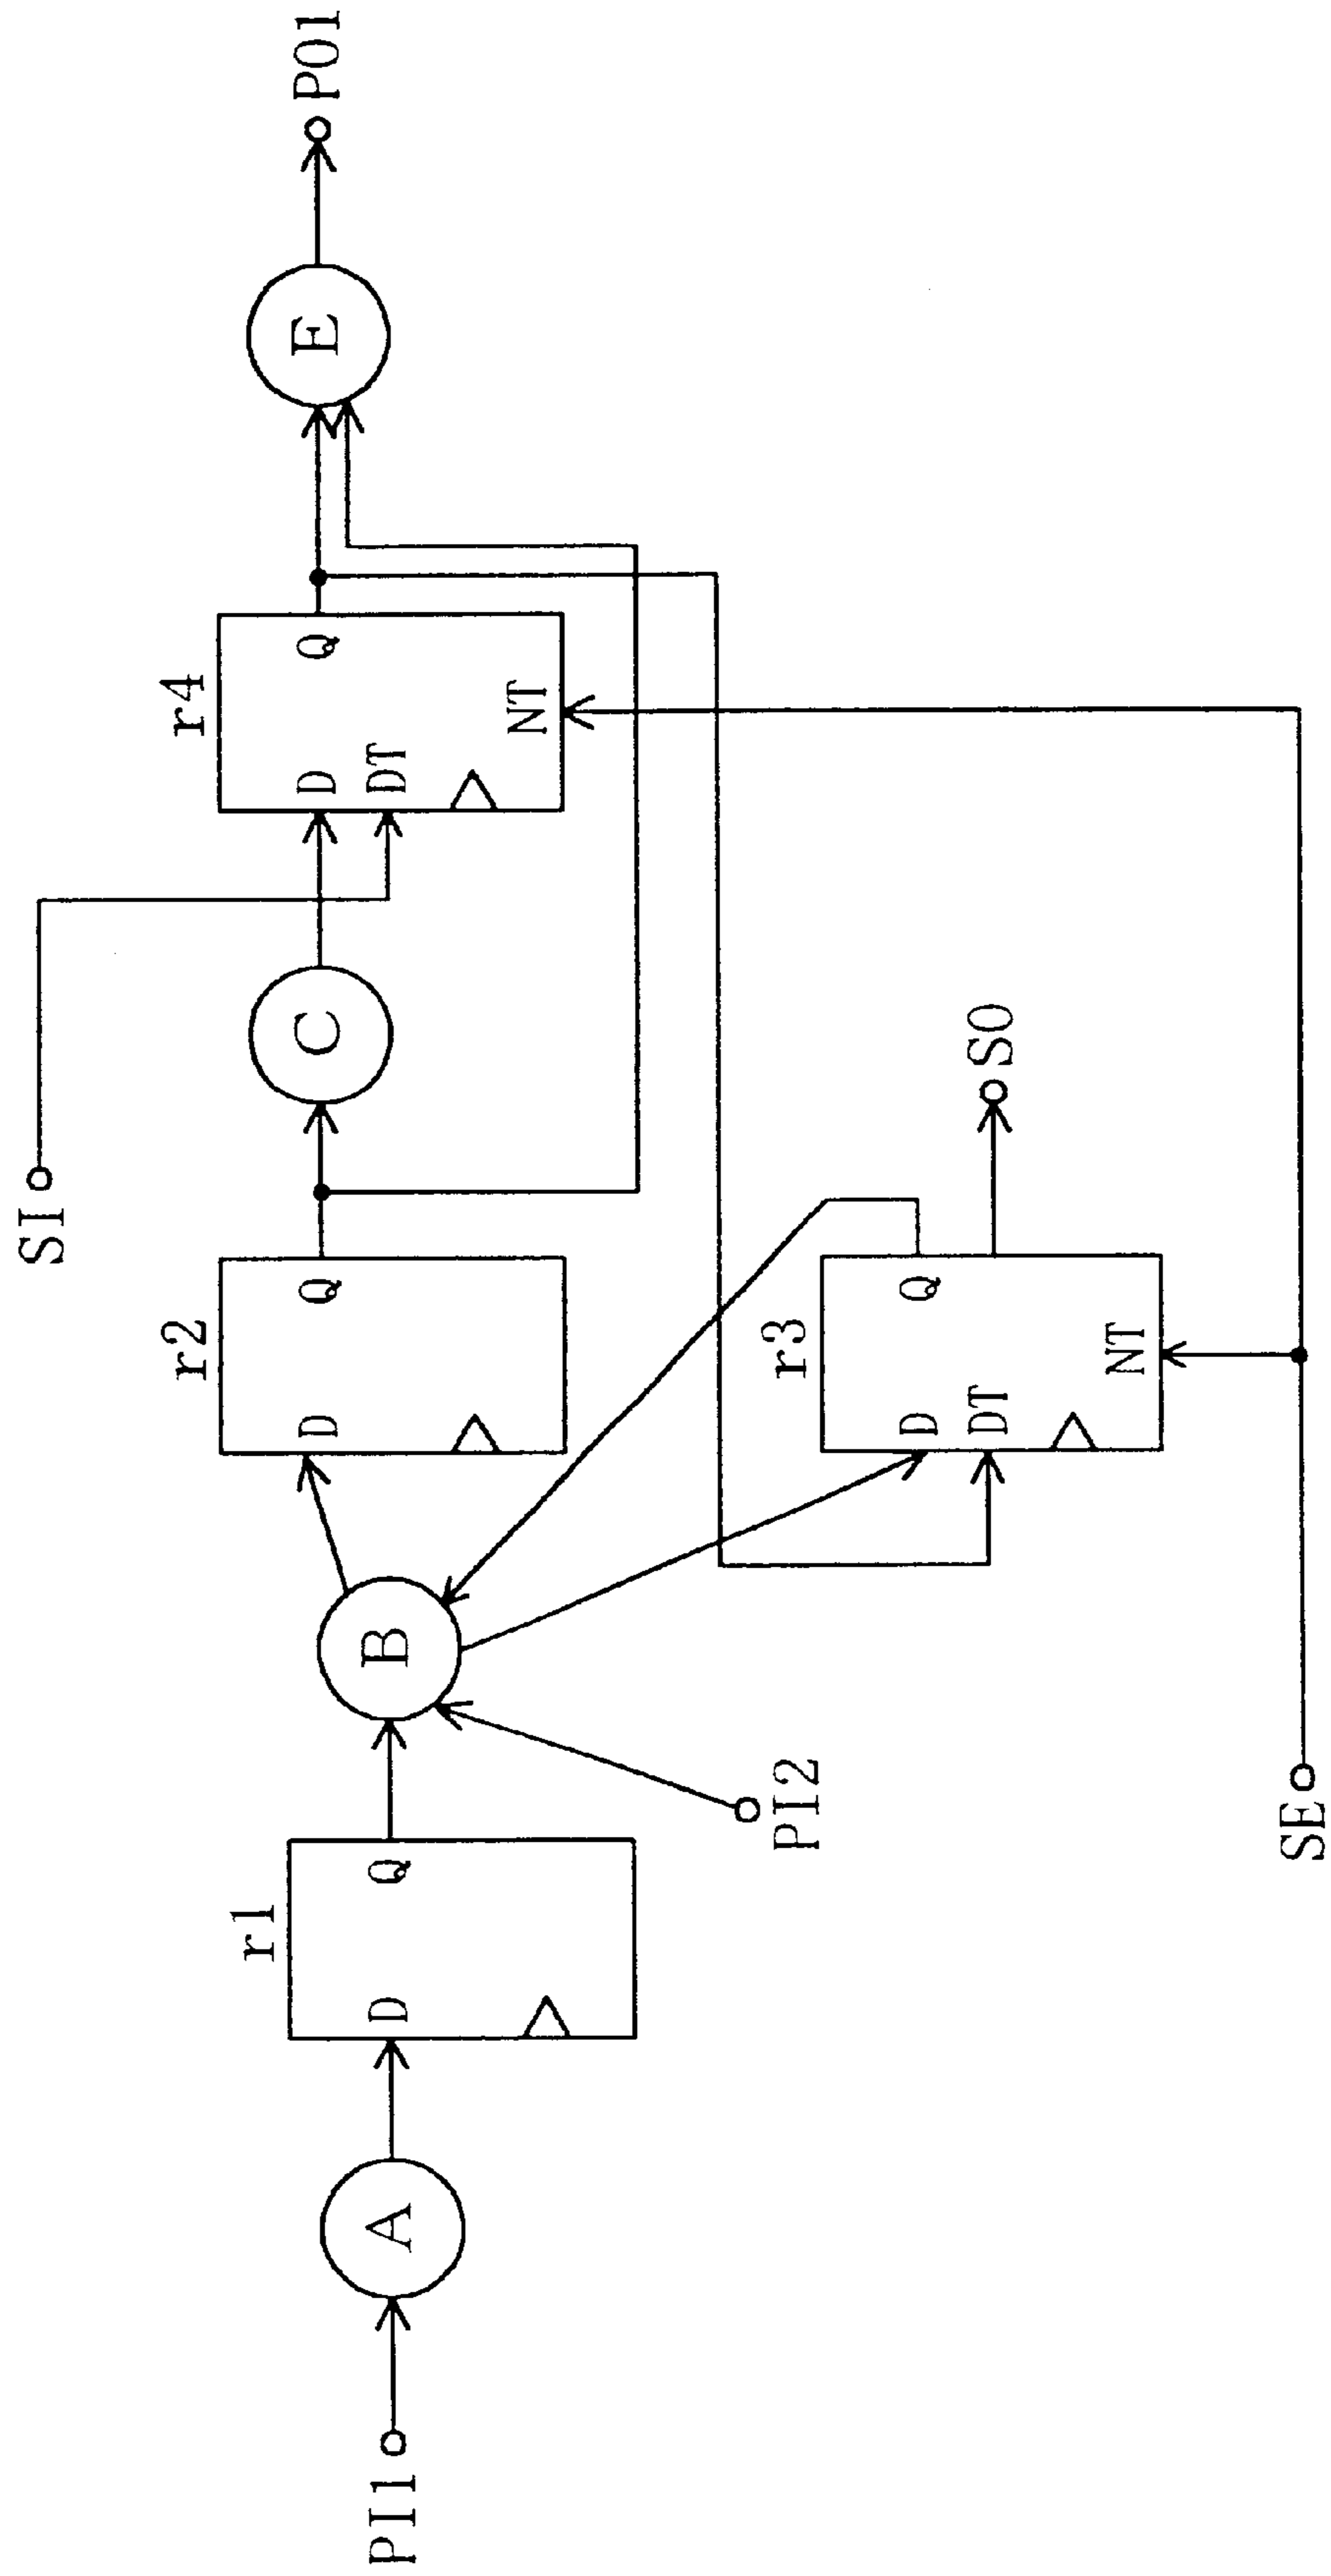 SI
r4
D
Q
DT
NT
PO1
E
C
r2
D
Q
r1
D
Q
A
PI1
B
PI2
r3
D
Q
DT
NT
SO
SE